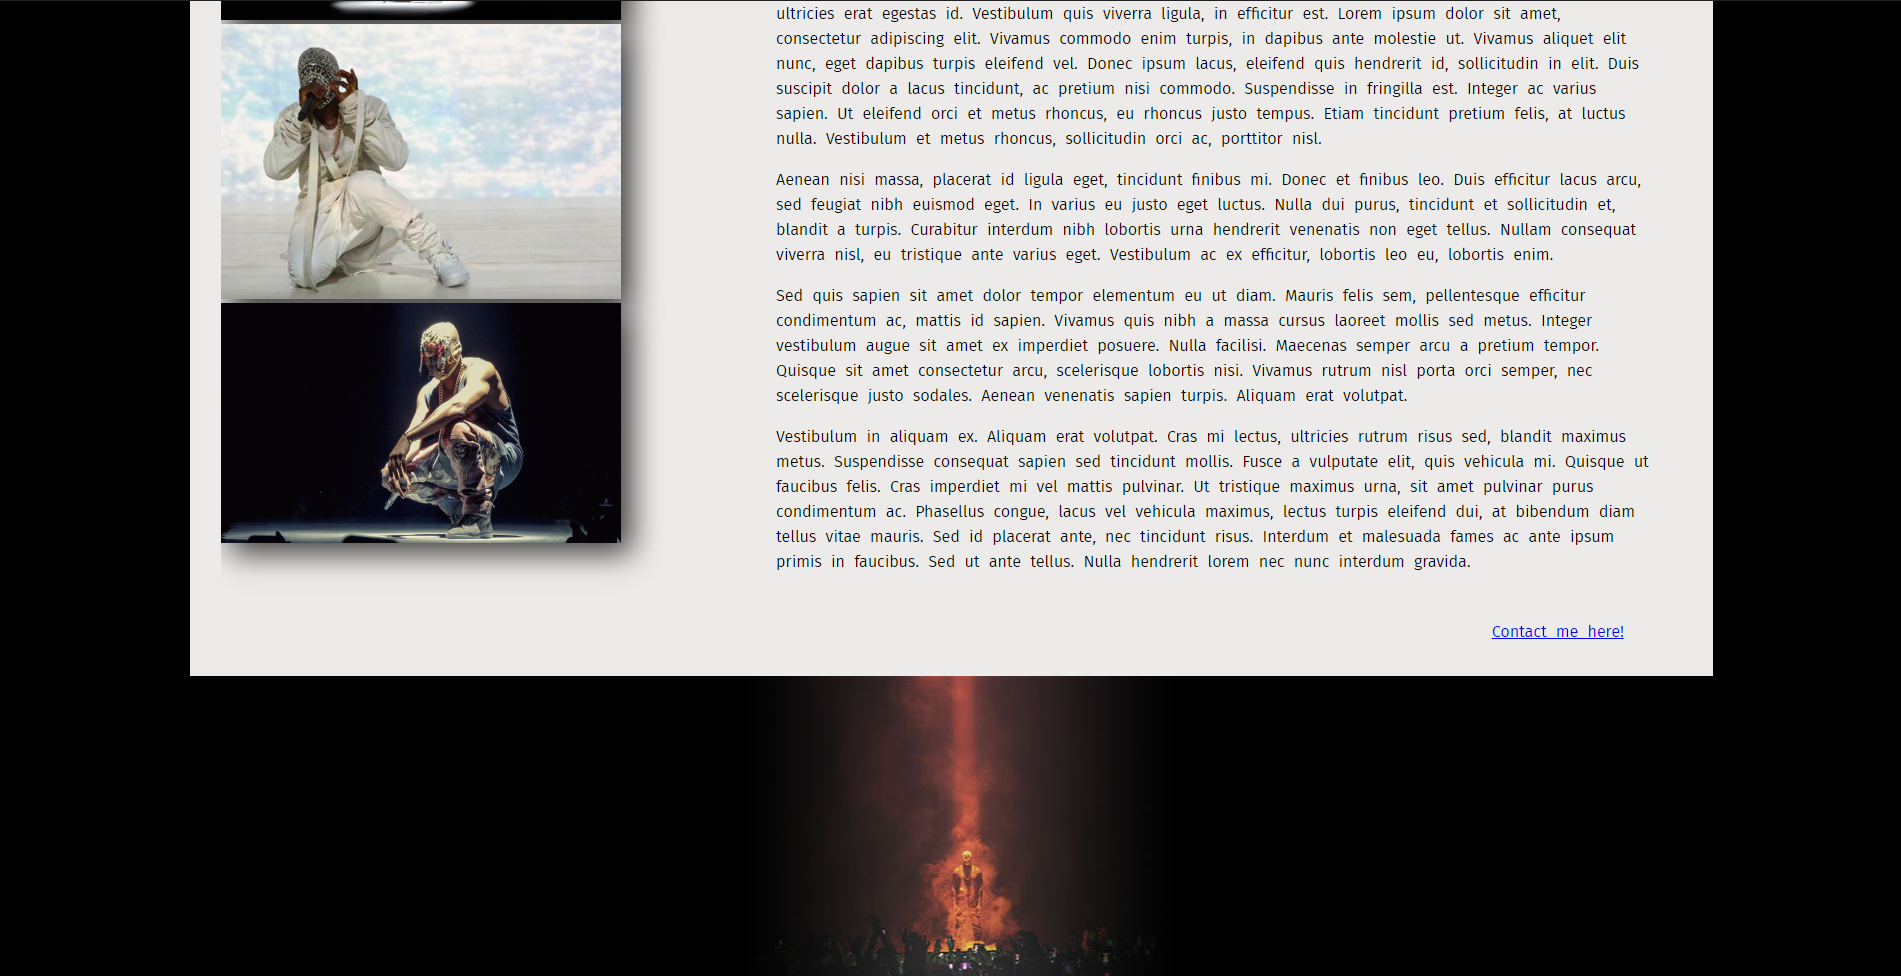 ultricies erat egestas id. Vestibulum quis viverra ligula, in efficitur est. Lorem ipsum dolor sit amet,
consectetur adipiscing elit. Vivamus commodo enim turpis, in dapibus ante molestie ut. Vivamus aliquet elit
nunc, eget dapibus turpis eleifend vel. Donec ipsum lacus, eleifend quis hendrerit id, sollicitudin in elit. Duis
suscipit dolor a lacus tincidunt, ac pretium nisi commodo. Suspendisse in fringilla est. Integer ac varius
sapien. Ut eleifend orci et metus rhoncus, eu rhoncus justo tempus. Etiam tincidunt pretium felis, at luctus
nulla. Vestibulum et metus rhoncus, sollicitudin orci ac, porttitor nisl.
Aenean nisi massa, placerat id ligula eget, tincidunt finibus mi. Donec et finibus leo. Duis efficitur lacus arcu,
sed feugiat nibh euismod eget. In varius eu justo eget luctus. Nulla dui purus, tincidunt et sollicitudin et,
blandit a turpis. Curabitur interdum nibh lobortis urna hendrerit venenatis non eget tellus. Nullam consequat
viverra nisl, eu tristique ante varius eget. Vestibulum ac ex efficitur, lobortis leo eu, lobortis enim.
Sed quis sapien sit amet dolor tempor elementum eu ut diam. Mauris felis sem, pellentesque efficitur
condimentum ac, mattis id sapien. Vivamus quis nibh a massa cursus laoreet mollis sed metus. Integer
vestibulum augue sit amet ex imperdiet posuere. Nulla facilisi. Maecenas semper arcu a pretium tempor.
Quisque sit amet consectetur arcu, scelerisque lobortis nisi. Vivamus rutrum nisl porta orci semper, nec
scelerisque justo sodales. Aenean venenatis sapien turpis. Aliquam erat volutpat.
Vestibulum in aliquam ex. Aliquam erat volutpat. Cras mi lectus, ultricies rutrum risus sed, blandit maximus
metus. Suspendisse consequat sapien sed tincidunt mollis. Fusce a vulputate elit, quis vehicula mi. Quisque ut
faucibus felis. Cras imperdiet mi vel mattis pulvinar. Ut tristique maximus urna, sit amet pulvinar purus
condimentum ac. Phasellus congue, lacus vel vehicula maximus, lectus turpis eleifend dui, at bibendum diam
tellus vitae mauris. Sed id placerat ante, nec tincidunt risus. Interdum et malesuada fames ac ante ipsum
primis in faucibus. Sed ut ante tellus. Nulla hendrerit lorem nec nunc interdum gravida.
Contact me here!